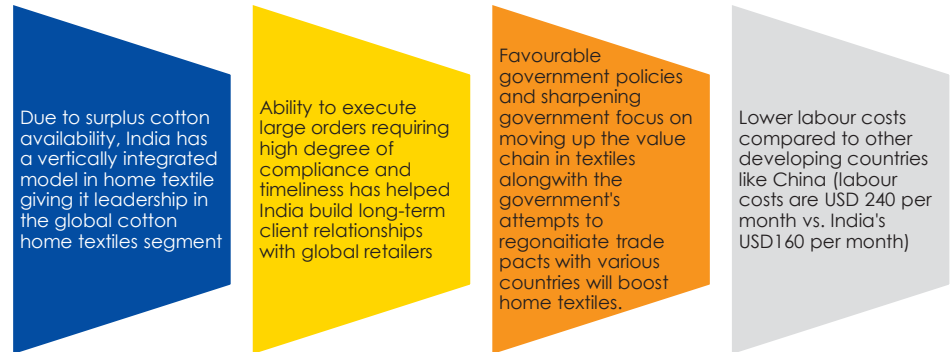 Due to surplus cotton
availability, India has
a vertically integrated
model in home textile
giving it leadership in
the global cotton
home textiles segment
Ability to execute
large orders requiring
high degree of
compliance and
timeliness has helped
India build long-term
client relationships
with global retailers
Favourable
government policies
and sharpening
government focus on
moving up the value
chain in textiles
alongwith the
government's
attempts to
regonaitiate trade
pacts with various
countries will boost
home textiles.
Lower labour costs
compared to other
developing countries
like China (labour
costs are USD 240 per
month vs. India's
USD160 per month)